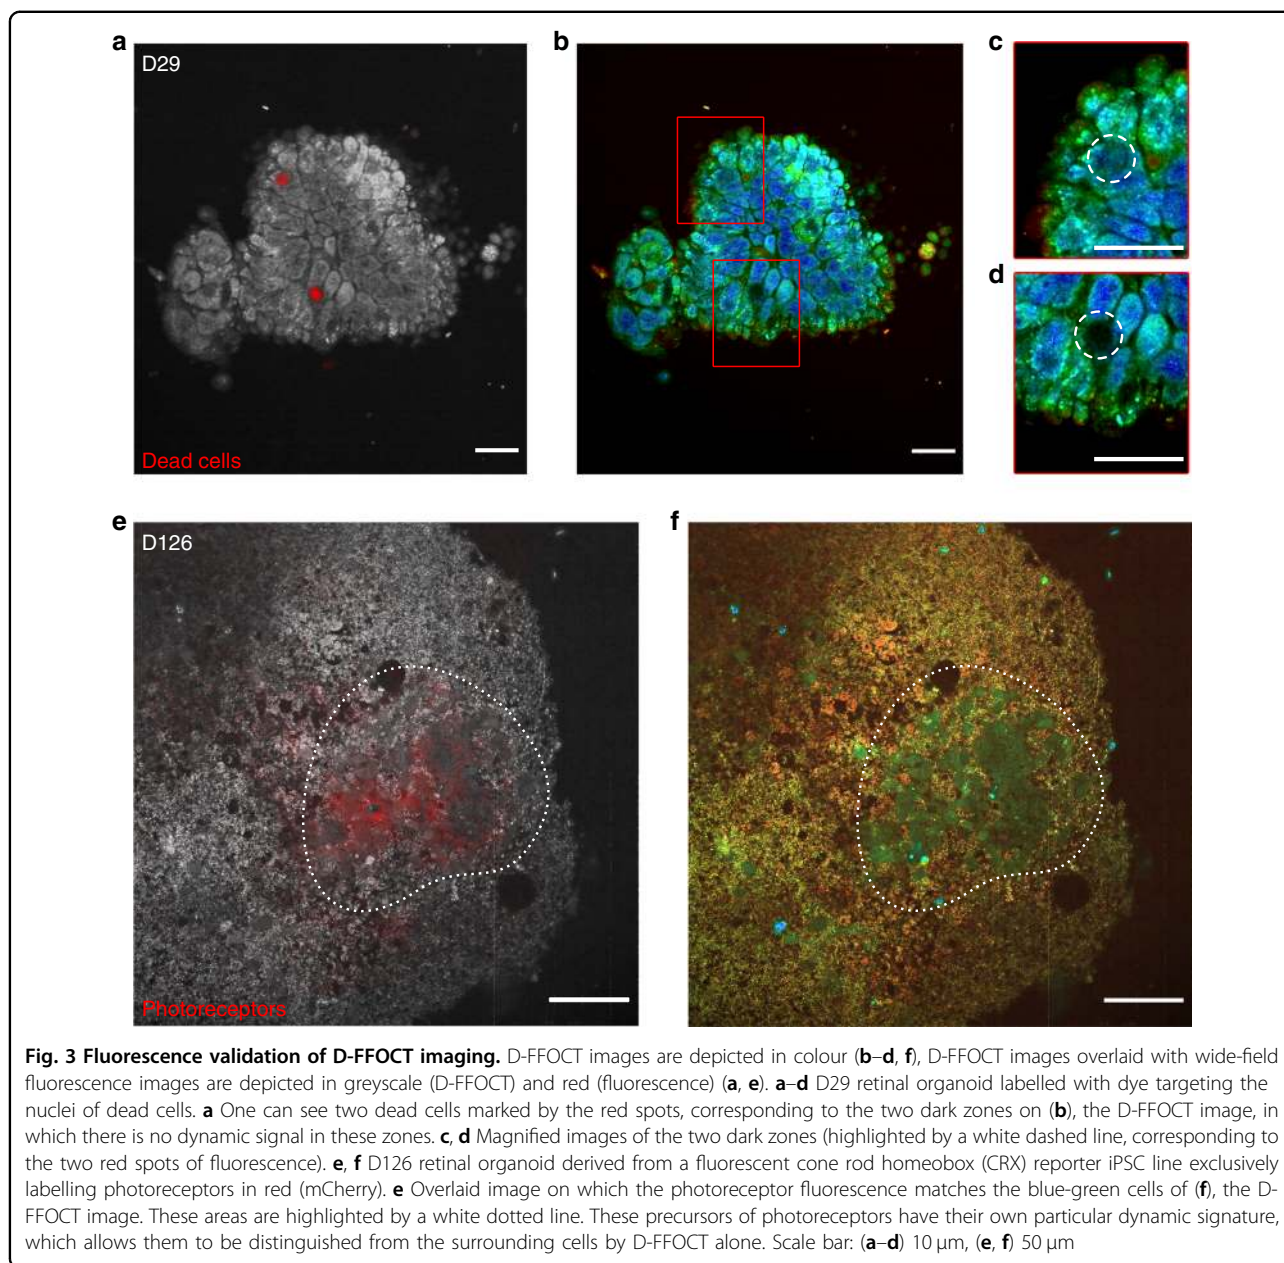 a
b
c
D29
d
Dead cells
e
f
D126
Photoreceptors
Fig. 3 Fluorescence validation of D-FFOCT imaging. D-FFOCT images are depicted in colour (b–d, f), D-FFOCT images overlaid with wide-field
fluorescence images are depicted in greyscale (D-FFOCT) and red (fluorescence) (a, e). a–d D29 retinal organoid labelled with dye targeting the
nuclei of dead cells. a One can see two dead cells marked by the red spots, corresponding to the two dark zones on (b), the D-FFOCT image, in
which there is no dynamic signal in these zones. c, d Magnified images of the two dark zones (highlighted by a white dashed line, corresponding to
the two red spots of fluorescence). e, f D126 retinal organoid derived from a fluorescent cone rod homeobox (CRX) reporter iPSC line exclusively
labelling photoreceptors in red (mCherry). e Overlaid image on which the photoreceptor fluorescence matches the blue-green cells of (f), the D-
FFOCT image. These areas are highlighted by a white dotted line. These precursors of photoreceptors have their own particular dynamic signature,
which allows them to be distinguished from the surrounding cells by D-FFOCT alone. Scale bar: (a–d) 10 µm, (e, f) 50 µm